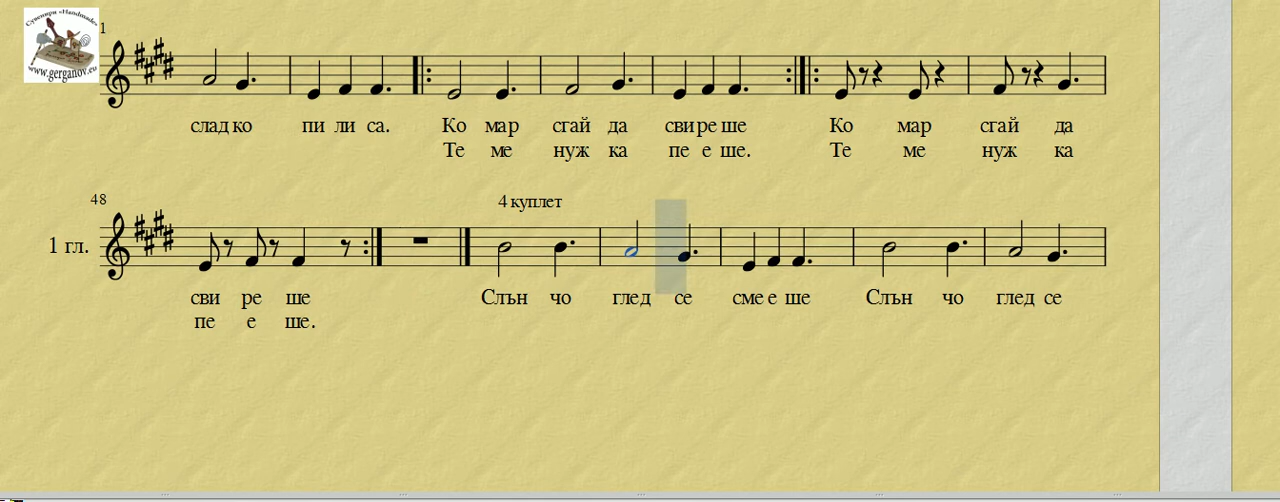 Сувенири «Handmade»
www.gerganov.eu
1
слад ко пи ли са. Ко мар сгай да сви ре ше Ко мар сгай да
Те ме нуж ка пе е ше. Те ме нуж ка
48
4 куплет
1 гл.
сви ре ше Слън чо глед се сме е ше Слън чо глед се
пе е ше.